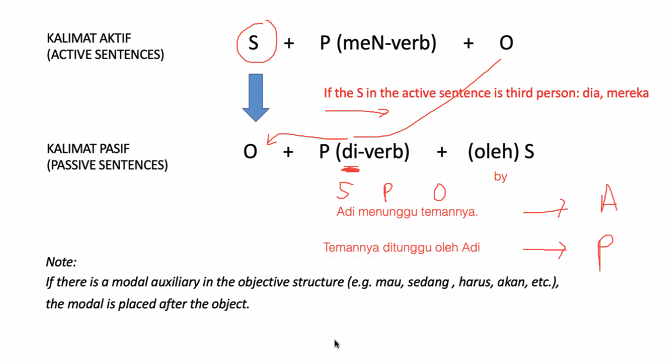 KALIMAT AKTIF
(ACTIVE SENTENCES)
S + P (meN-verb) + O
If the S in the active sentence is third person: dia, mereka
KALIMAT PASIF
(PASSIVE SENTENCES)
O + P (di-verb) + (oleh) S
by
S P O
Adi menunggu temannya. A
Temannya ditunggu oleh Adi P
Note:
If there is a modal auxiliary in the objective structure (e.g. mau, sedang , harus, akan, etc.),
the modal is placed after the object.